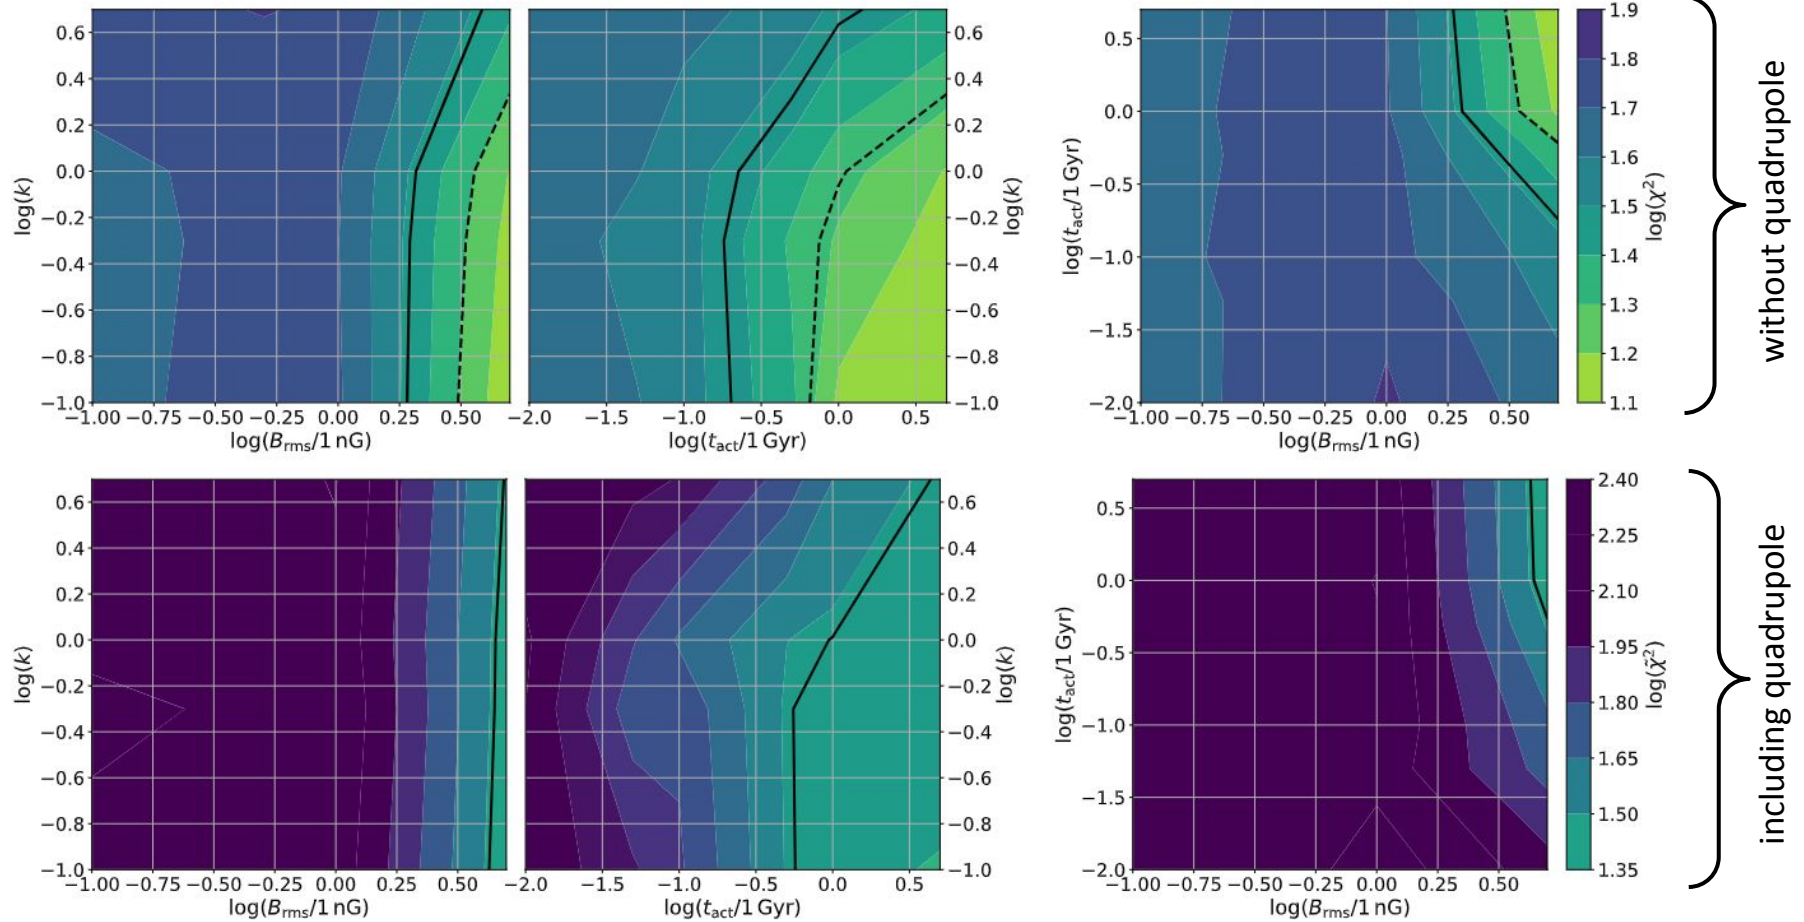 0.6
0.4
0.2
0.0
−0.2
−0.4
−0.6
−0.8
−1.0
log(k)
−1.00 −0.75 −0.50 −0.25 0.00 0.25 0.50
log(B_rms/1 nG)
−2.0 −1.5 −1.0 −0.5 0.0 0.5
log(t_act/1 Gyr)
0.6
0.4
0.2
0.0
−0.2
−0.4
−0.6
−0.8
−1.0
log(k)
0.5
0.0
−0.5
−1.0
−1.5
−2.0
log(t_act/1 Gyr)
−1.00 −0.75 −0.50 −0.25 0.00 0.25 0.50
log(B_rms/1 nG)
1.9
1.8
1.7
1.6
1.5
1.4
1.3
1.2
1.1
log(χ²)
without quadrupole
0.6
0.4
0.2
0.0
−0.2
−0.4
−0.6
−0.8
−1.0
log(k)
−1.00 −0.75 −0.50 −0.25 0.00 0.25 0.50
log(B_rms/1 nG)
−2.0 −1.5 −1.0 −0.5 0.0 0.5
log(t_act/1 Gyr)
0.6
0.4
0.2
0.0
−0.2
−0.4
−0.6
−0.8
−1.0
log(k)
0.5
0.0
−0.5
−1.0
−1.5
−2.0
log(t_act/1 Gyr)
−1.00 −0.75 −0.50 −0.25 0.00 0.25 0.50
log(B_rms/1 nG)
2.40
2.25
2.10
1.95
1.80
1.65
1.50
1.35
log(χ̃²)
including quadrupole